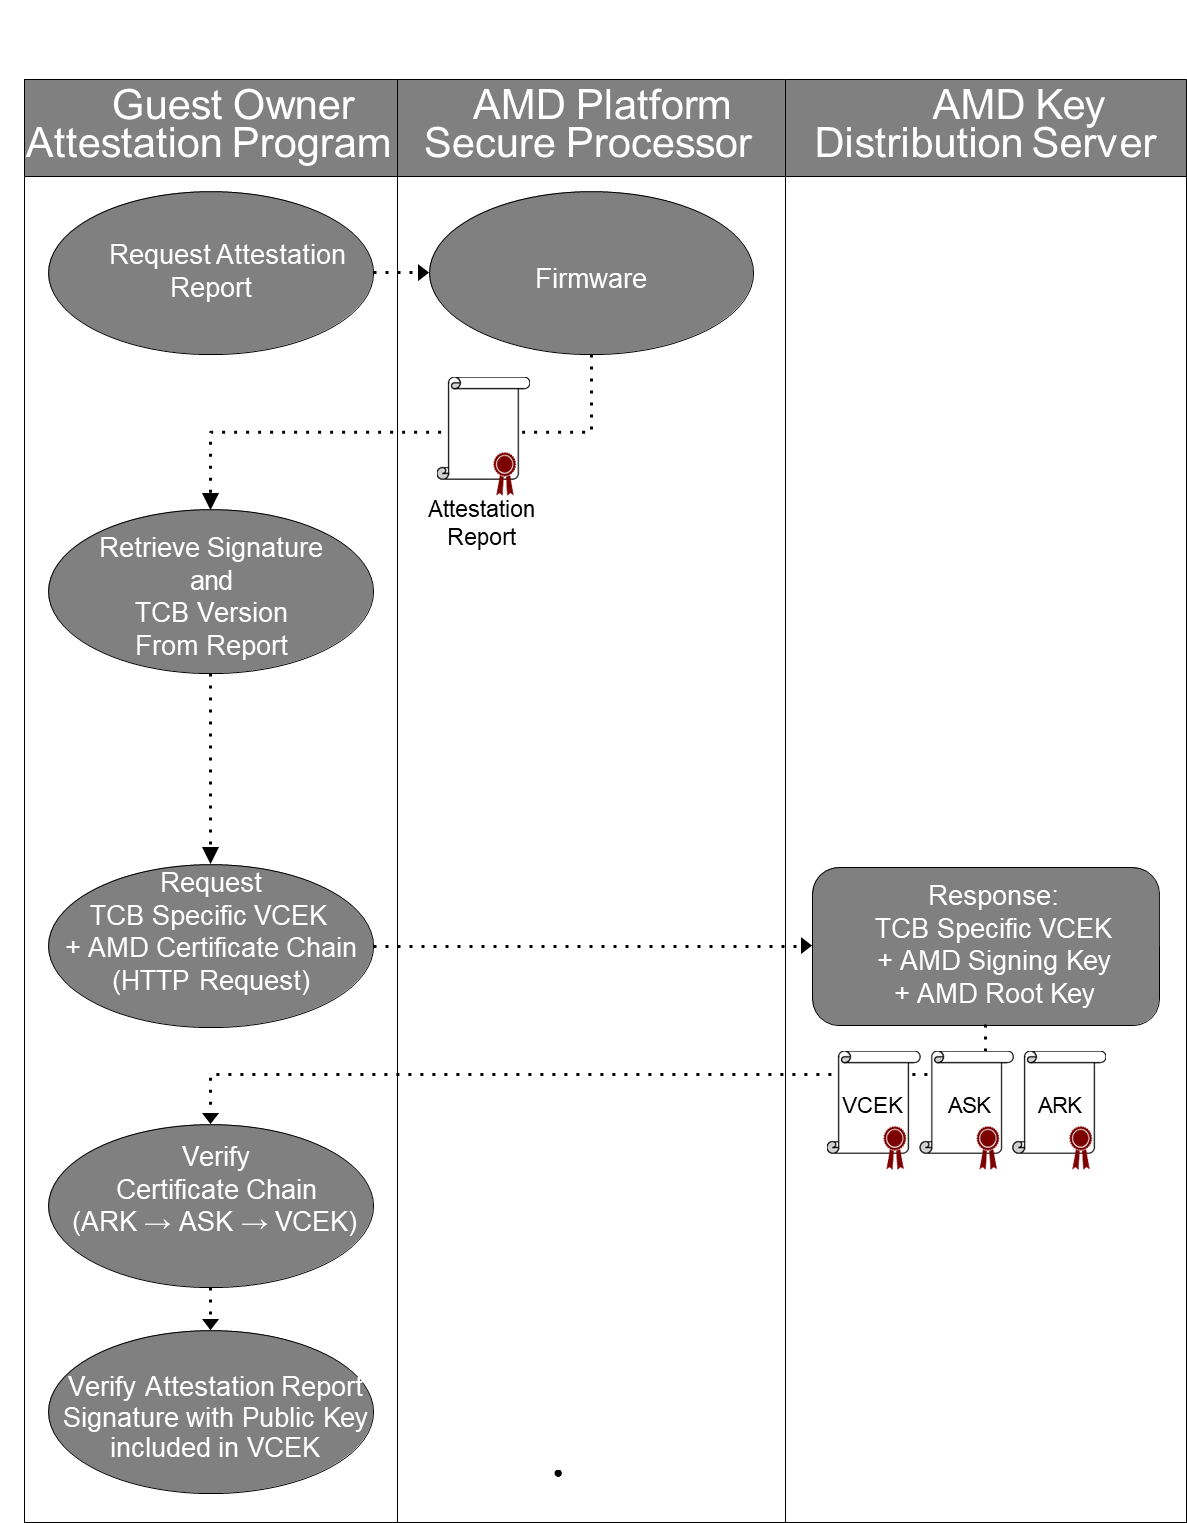 Guest Owner
Attestation Program
AMD Platform
Secure Processor
AMD Key
Distribution Server
Request Attestation
Report
Firmware
Attestation
Report
Retrieve Signature
and
TCB Version
From Report
Request
TCB Specific VCEK
+ AMD Certificate Chain
(HTTP Request)
Response:
TCB Specific VCEK
+ AMD Signing Key
+ AMD Root Key
VCEK
ASK
ARK
Verify
Certificate Chain
(ARK → ASK → VCEK)
Verify Attestation Report
Signature with Public Key
included in VCEK